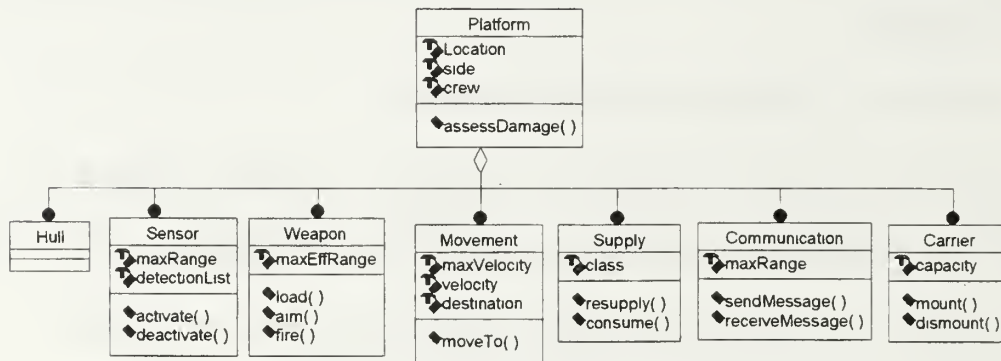 Platform
Location
side
crew
assessDamage( )
Hull
Sensor
maxRange
detectionList
activate( )
deactivate( )
Weapon
maxEffRange
load( )
aim( )
fire( )
Movement
maxVelocity
velocity
destination
moveTo( )
Supply
class
resupply( )
consume( )
Communication
maxRange
sendMessage( )
receiveMessage( )
Carrier
capacity
mount( )
dismount( )